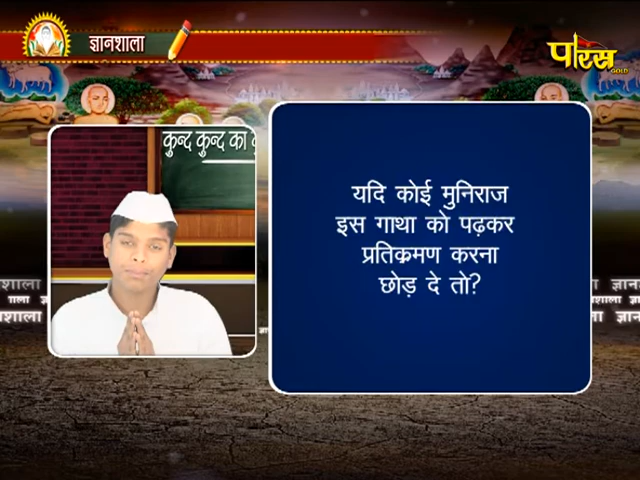 ज्ञानशाला
पारस
GOLD
कुन्द कुन्द का
यदि कोई मुनिराज
इस गाथा को पढ़कर
प्रतिक्रमण करना
छोड़ दे तो?